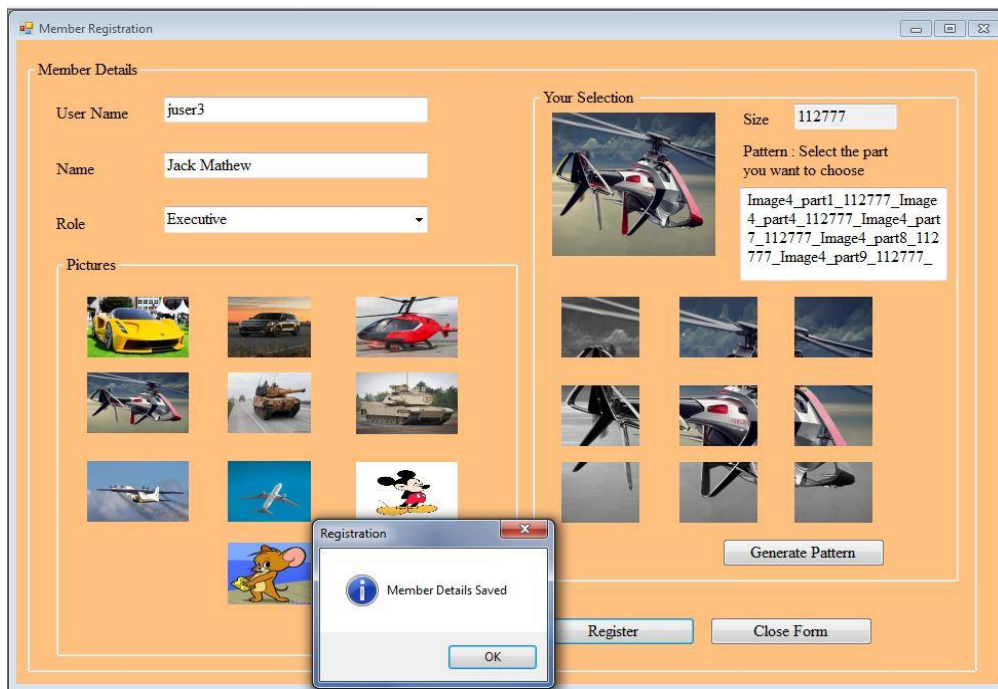 Member Registration
Member Details
User Name
juser3
Name
Jack Mathew
Role
Executive
Pictures
Your Selection
Size
112777
Pattern : Select the part
you want to choose
Image4_part1_112777_Image
4_part4_112777_Image4_part
7_112777_Image4_part8_112
777_Image4_part9_112777_
Generate Pattern
Register
Close Form
Registration
Member Details Saved
OK